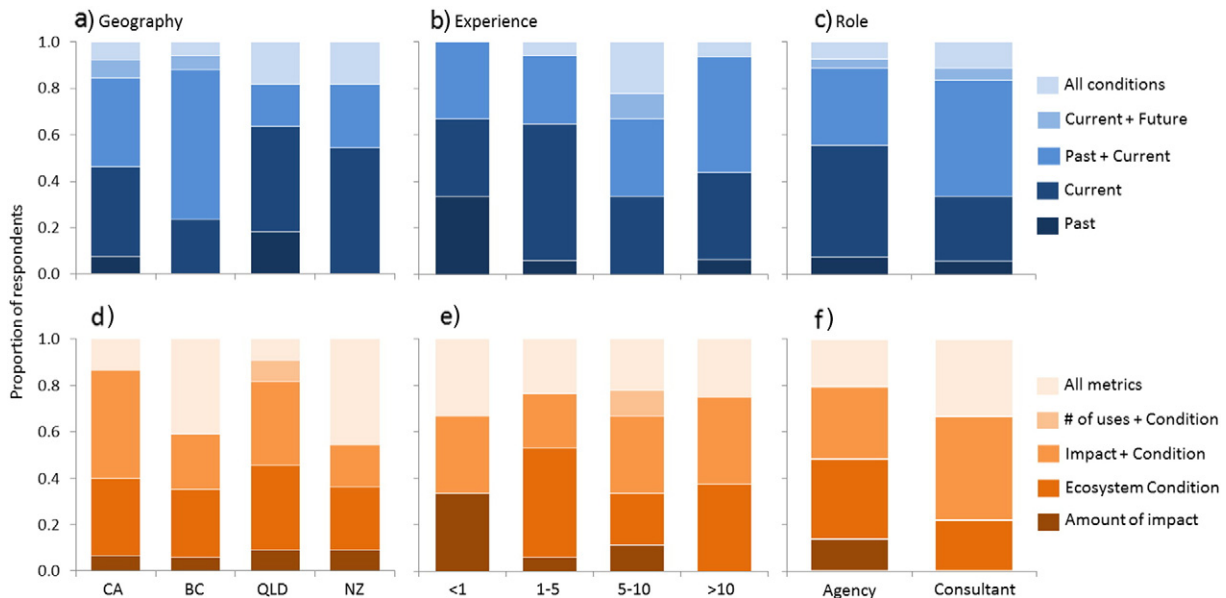 a) Geography
b) Experience
c) Role
1.0
0.8
0.6
0.4
0.2
0.0
All conditions
Current + Future
Past + Current
Current
Past
Proportion of respondents
d)
e)
f)
1.0
0.8
0.6
0.4
0.2
0.0
All metrics
# of uses + Condition
Impact + Condition
Ecosystem Condition
Amount of impact
CA BC QLD NZ
<1 1-5 5-10 >10
Agency Consultant